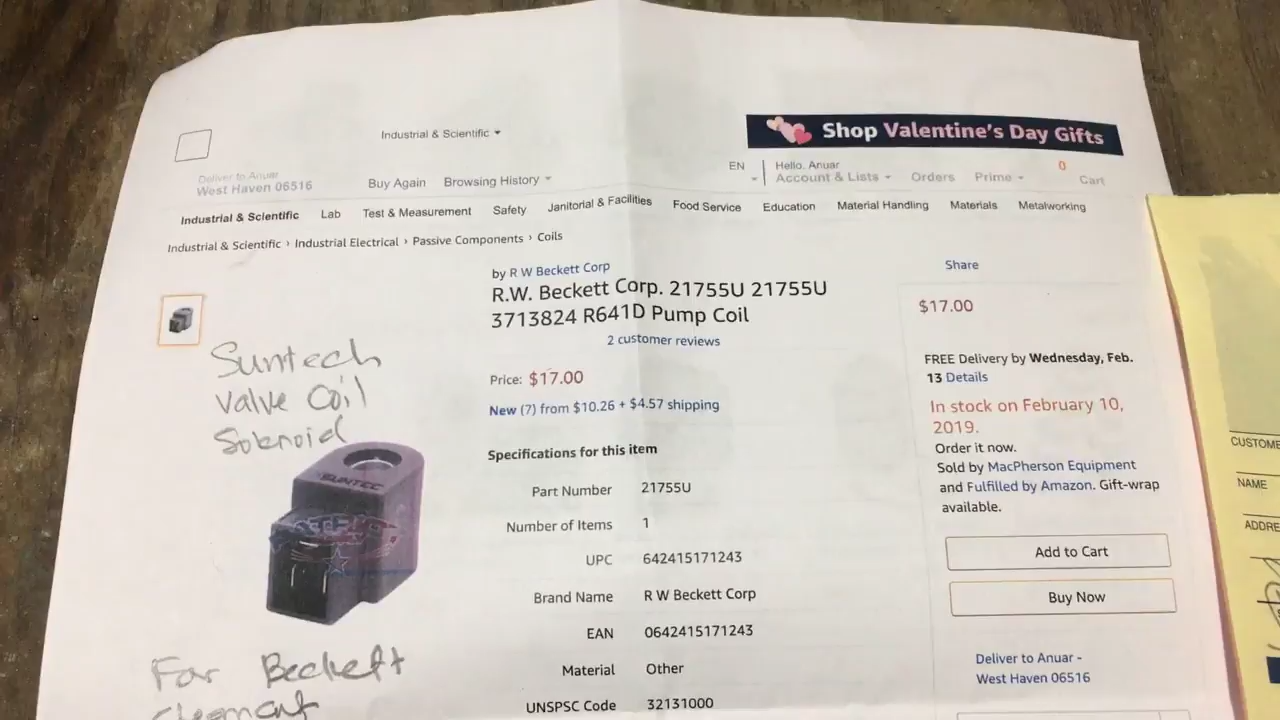 Shop Valentine's Day Gifts
Industrial & Scientific
Deliver to Anuar
West Haven 06516
Buy Again Browsing History
EN
Hello, Anuar
Account & Lists Orders Prime
0
Cart
Industrial & Scientific Lab Test & Measurement Safety Janitorial & Facilities Food Service Education Material Handling Materials Metalworking
Industrial & Scientific › Industrial Electrical › Passive Components › Coils
by R W Beckett Corp
R.W. Beckett Corp. 21755U 21755U
3713824 R641D Pump Coil
2 customer reviews
Price: $17.00
New (7) from $10.26 + $4.57 shipping
Specifications for this item
Part Number 21755U
Number of Items 1
UPC 642415171243
Brand Name R W Beckett Corp
EAN 0642415171243
Material Other
UNSPSC Code 32131000
Suntech
Valve Coil
Solenoid
SUNTEC
For Beckett
Share
$17.00
FREE Delivery by Wednesday, Feb.
13 Details
In stock on February 10,
2019.
Order it now.
Sold by MacPherson Equipment
and Fulfilled by Amazon. Gift-wrap
available.
Add to Cart
Buy Now
Deliver to Anuar -
West Haven 06516
CUSTOME
NAME
ADDRE